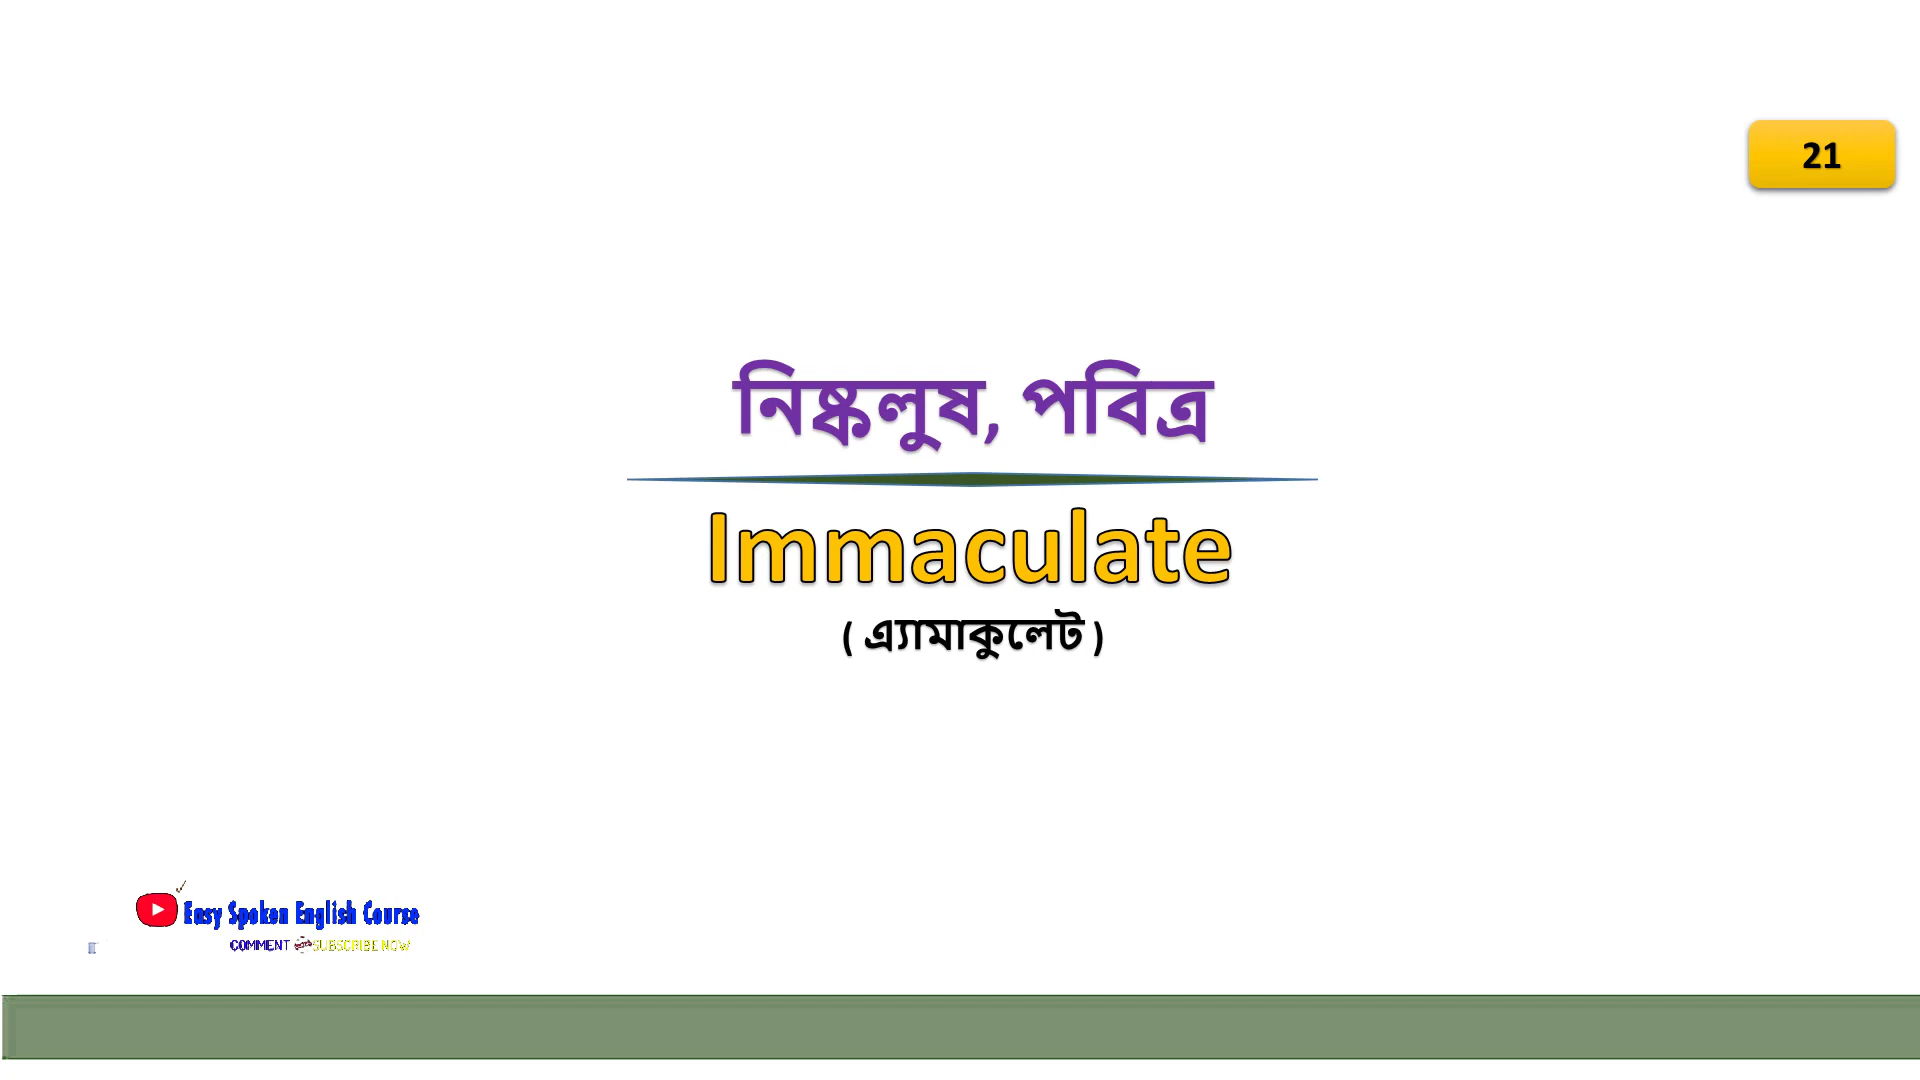 21
নিষ্কলুষ, পবিত্র
Immaculate
( এ্যামাকুলেট )
Easy Spoken English Course
COMMENT SUBSCRIBE NOW